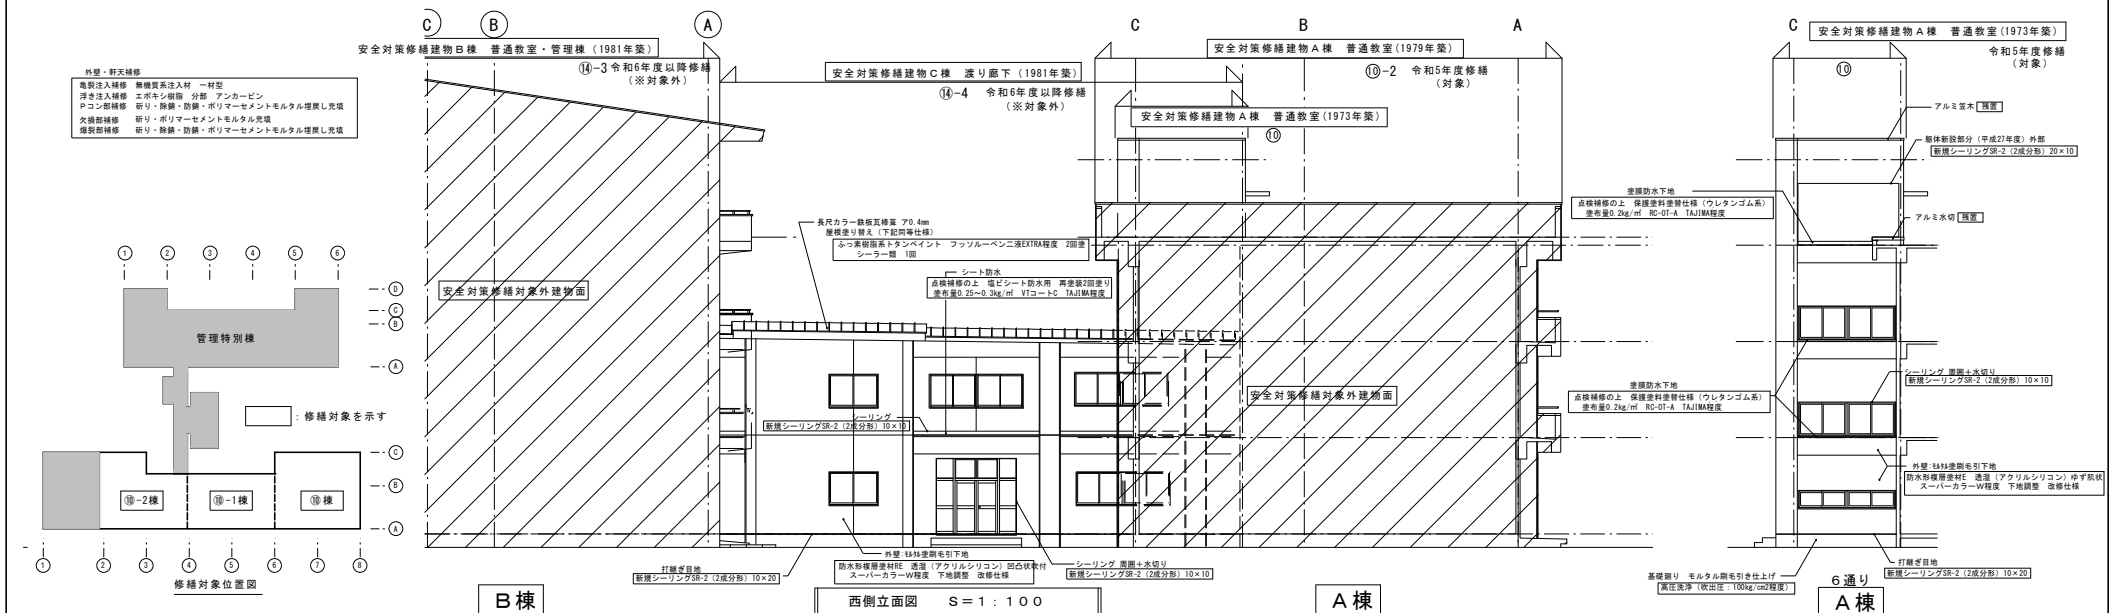 外壁・軒天補修
亀裂注入補修　無機質系注入材　一材型
浮き注入補修　エポキシ樹脂　分部　アンカーピン
Pコン部補修　斫り・除錆・防錆・ポリマーセメントモルタル埋戻し充填
欠損部補修　斫り・ポリマーセメントモルタル充填
爆裂部補修　斫り・除錆・防錆・ポリマーセメントモルタル埋戻し充填
① ② ③ ④ ⑤ ⑥
Ⓓ
Ⓒ
Ⓑ
管理特別棟
Ⓐ
：修繕対象を示す
Ⓒ
⑩-2棟　⑩-1棟　⑩棟
Ⓑ
Ⓐ
① ② ③ ④ ⑤ ⑥ ⑦ ⑧
修繕対象位置図
Ⓒ Ⓑ Ⓐ
安全対策修繕建物B棟　普通教室・管理棟（1981年築）
⑭-3 令和6年度以降修繕
（※対象外）
安全対策修繕対象外建物面
B棟
安全対策修繕建物C棟　渡り廊下（1981年築）
⑭-4　令和6年度以降修繕
（※対象外）
長尺カラー鉄板瓦棒葺　ア0.4mm
屋根塗り替え（下記同等仕様）
ふっ素樹脂系トタンペイント　フッソルーペン二液EXTRA程度　2回塗
シーラー類　1回
シート防水
点検補修の上　塩ビシート防水用　再塗装2回塗り
塗布量0.25～0.3kg/㎡　VTコートC　TAJIMA程度
シーリング
新規シーリングSR-2（2成分形）10×10
外壁：モルタル塗刷毛引下地
防水形複層塗材RE　透湿（アクリルシリコン）凹凸状吹付
スーパーカラーW程度　下地調整　改修仕様
打継ぎ目地
新規シーリングSR-2（2成分形）10×20
シーリング　周囲＋水切り
新規シーリングSR-2（2成分形）10×10
西側立面図　S＝1：100
C B A
安全対策修繕建物A棟　普通教室（1979年築）
⑩-2　令和5年度修繕
（対象）
安全対策修繕建物A棟　普通教室（1973年築）
⑩
安全対策修繕対象外建物面
A棟
C
安全対策修繕建物A棟　普通教室（1973年築）
令和5年度修繕
（対象）
⑩
アルミ笠木 残置
躯体新設部分（平成27年度）外部
新規シーリングSR-2（2成分形）20×10
塗膜防水下地
点検補修の上　保護塗料塗替仕様（ウレタンゴム系）
塗布量0.2kg/㎡　RC-OT-A　TAJIMA程度
アルミ水切 残置
塗膜防水下地
点検補修の上　保護塗料塗替仕様（ウレタンゴム系）
塗布量0.2kg/㎡　RC-OT-A　TAJIMA程度
シーリング　周囲＋水切り
新規シーリングSR-2（2成分形）10×10
外壁：モルタル塗刷毛引下地
防水形複層塗材E　透湿（アクリルシリコン）ゆず肌状
スーパーカラーW程度　下地調整　改修仕様
打継ぎ目地
新規シーリングSR-2（2成分形）10×20
基礎廻り　モルタル刷毛引き仕上げ
高圧洗浄（吹出圧：100kg/cm2程度）
6通り
A棟